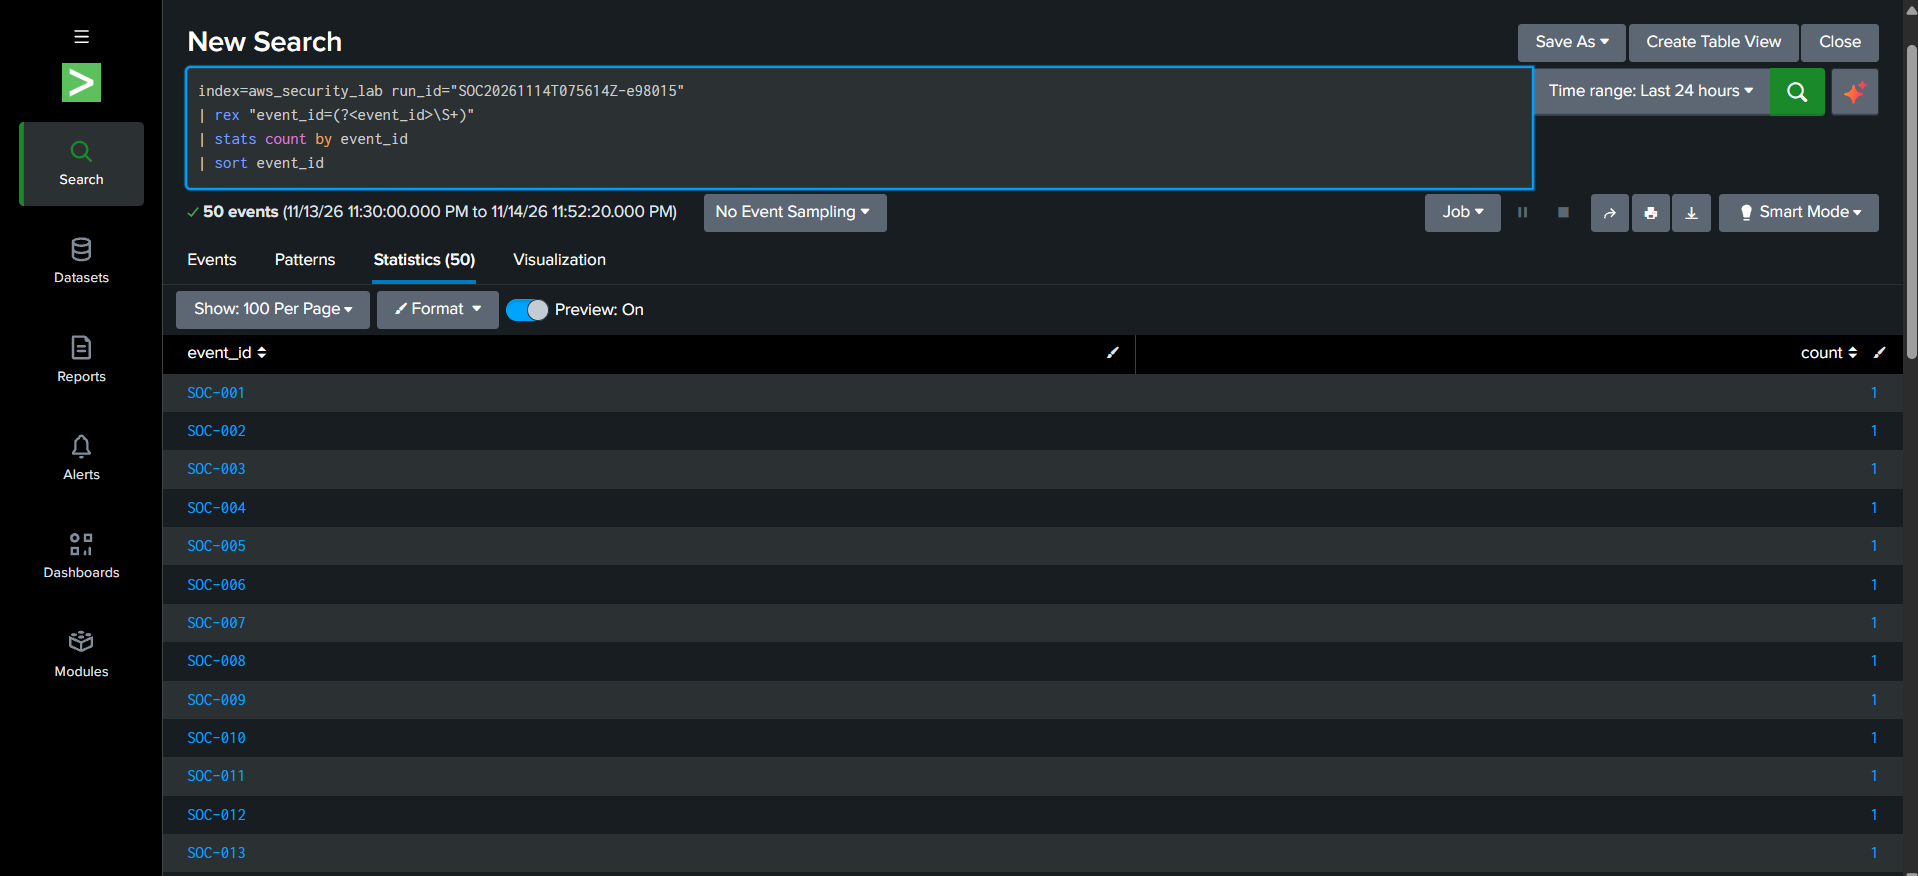 New Search
Save As
Create Table View
Close
index=aws_security_lab run_id="SOC20261114T075614Z-e98015"
| rex "event_id=(?<event_id>\S+)"
| stats count by event_id
| sort event_id
Time range: Last 24 hours
50 events (11/13/26 11:30:00.000 PM to 11/14/26 11:52:20.000 PM)
No Event Sampling
Job
Smart Mode
Events
Patterns
Statistics (50)
Visualization
Show: 100 Per Page
Format
Preview: On
event_id
count
SOC-001 1
SOC-002 1
SOC-003 1
SOC-004 1
SOC-005 1
SOC-006 1
SOC-007 1
SOC-008 1
SOC-009 1
SOC-010 1
SOC-011 1
SOC-012 1
SOC-013 1
Search
Datasets
Reports
Alerts
Dashboards
Modules